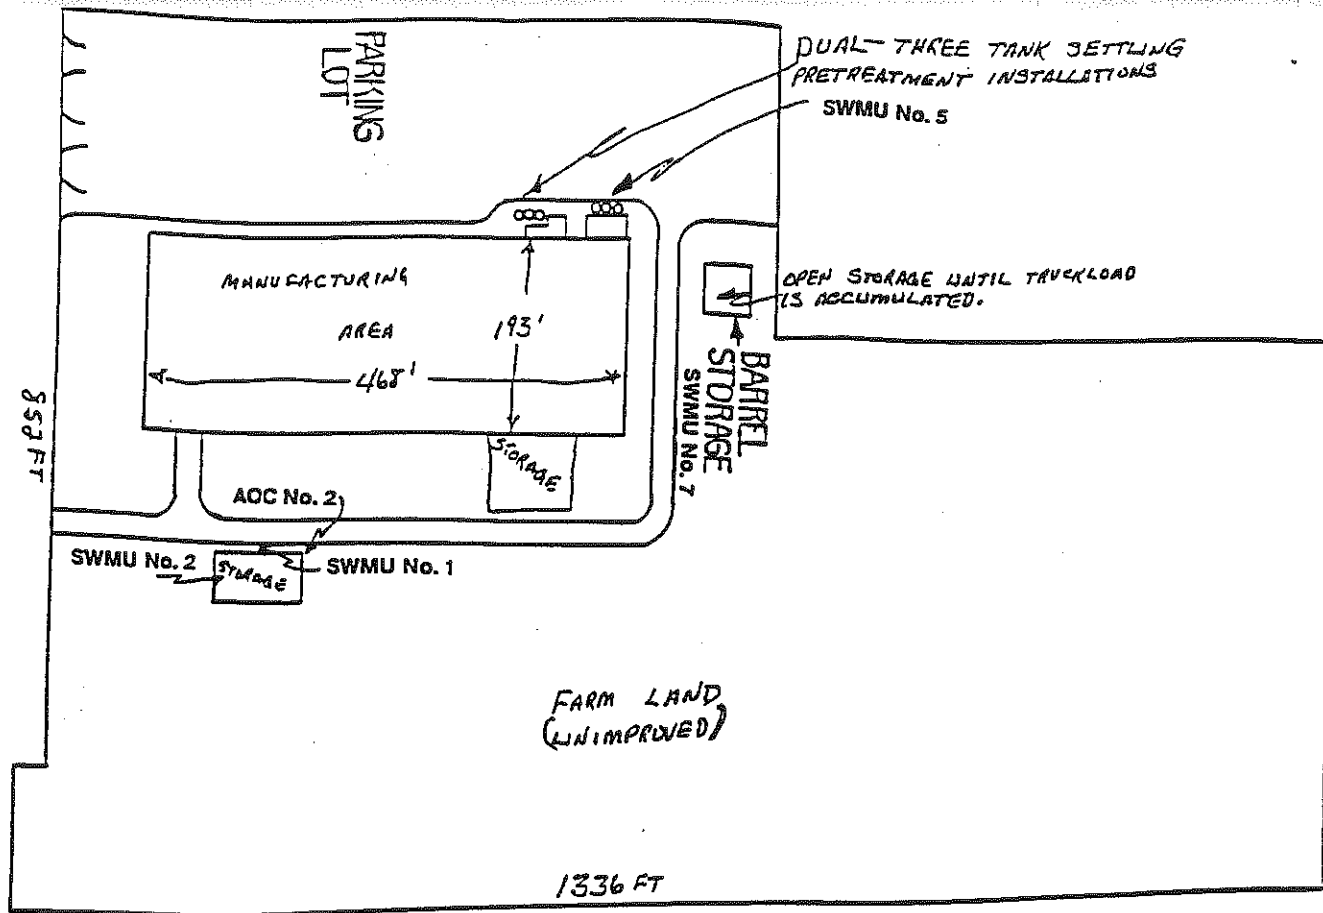 PARKING
LOT
DUAL-THREE TANK SETTLING
PRETREATMENT INSTALLATIONS
SWMU No. 5
MANUFACTURING
AREA
193'
468'
OPEN STORAGE UNTIL TRUCKLOAD
IS ACCUMULATED.
BARREL
STORAGE
SWMU No. 7
852 FT
STORAGE
AOC No. 2
SWMU No. 2
STORAGE
SWMU No. 1
FARM LAND
(UNIMPROVED)
1336 FT